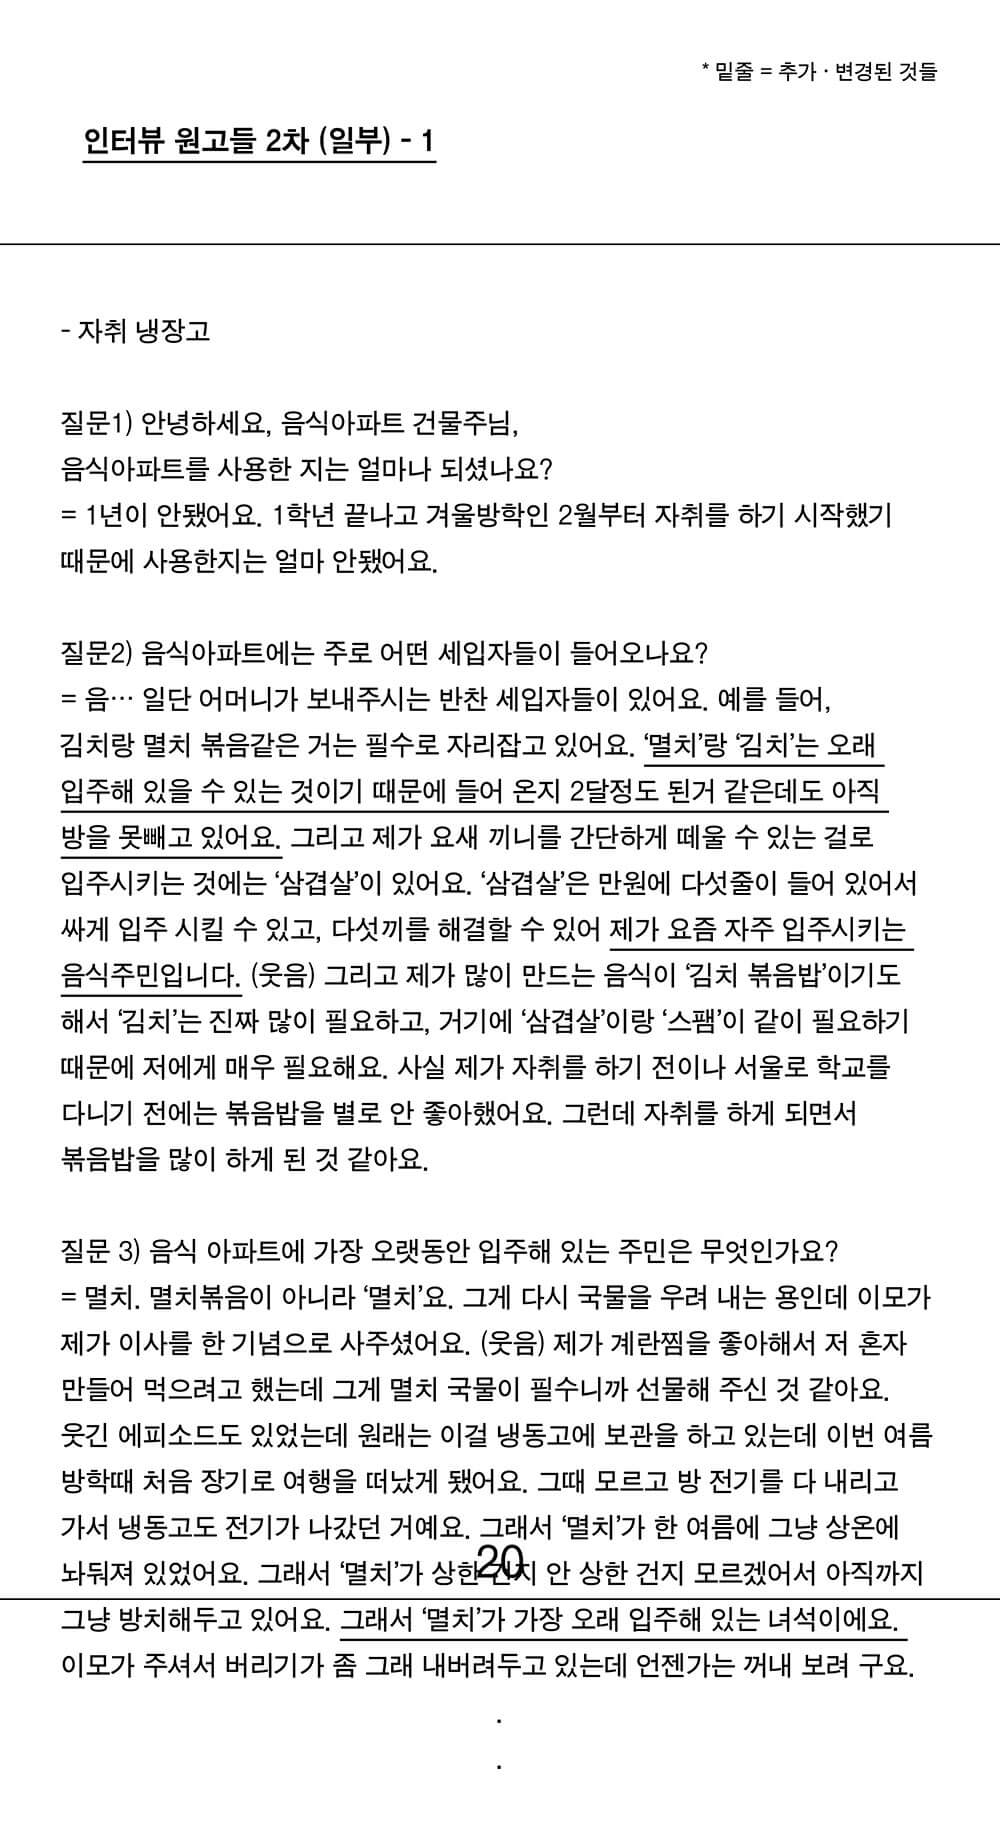 * 밑줄 = 추가 · 변경된 것들
인터뷰 원고들 2차 (일부) - 1
- 자취 냉장고
질문1) 안녕하세요, 음식아파트 건물주님,
음식아파트를 사용한 지는 얼마나 되셨나요?
= 1년이 안됐어요. 1학년 끝나고 겨울방학인 2월부터 자취를 하기 시작했기
때문에 사용한지는 얼마 안됐어요.
질문2) 음식아파트에는 주로 어떤 세입자들이 들어오나요?
= 음… 일단 어머니가 보내주시는 반찬 세입자들이 있어요. 예를 들어,
김치랑 멸치 볶음같은 거는 필수로 자리잡고 있어요. ‘멸치’랑 ‘김치’는 오래
입주해 있을 수 있는 것이기 때문에 들어 온지 2달정도 된거 같은데도 아직
방을 못빼고 있어요. 그리고 제가 요새 끼니를 간단하게 떼울 수 있는 걸로
입주시키는 것에는 ‘삼겹살’이 있어요. ‘삼겹살’은 만원에 다섯줄이 들어 있어서
싸게 입주 시킬 수 있고, 다섯끼를 해결할 수 있어 제가 요즘 자주 입주시키는
음식주민입니다. (웃음) 그리고 제가 많이 만드는 음식이 ‘김치 볶음밥’이기도
해서 ‘김치’는 진짜 많이 필요하고, 거기에 ‘삼겹살’이랑 ‘스팸’이 같이 필요하기
때문에 저에게 매우 필요해요. 사실 제가 자취를 하기 전이나 서울로 학교를
다니기 전에는 볶음밥을 별로 안 좋아했어요. 그런데 자취를 하게 되면서
볶음밥을 많이 하게 된 것 같아요.
질문 3) 음식 아파트에 가장 오랫동안 입주해 있는 주민은 무엇인가요?
= 멸치. 멸치볶음이 아니라 ‘멸치’요. 그게 다시 국물을 우려 내는 용인데 이모가
제가 이사를 한 기념으로 사주셨어요. (웃음) 제가 계란찜을 좋아해서 저 혼자
만들어 먹으려고 했는데 그게 멸치 국물이 필수니까 선물해 주신 것 같아요.
웃긴 에피소드도 있었는데 원래는 이걸 냉동고에 보관을 하고 있는데 이번 여름
방학때 처음 장기로 여행을 떠났게 됐어요. 그때 모르고 방 전기를 다 내리고
가서 냉동고도 전기가 나갔던 거예요. 그래서 ‘멸치’가 한 여름에 그냥 상온에
놔둬져 있었어요. 그래서 ‘멸치’가 상한 건지 안 상한 건지 모르겠어서 아직까지
20
그냥 방치해두고 있어요. 그래서 ‘멸치’가 가장 오래 입주해 있는 녀석이에요.
이모가 주셔서 버리기가 좀 그래 내버려두고 있는데 언젠가는 꺼내 보려 구요.
.
.